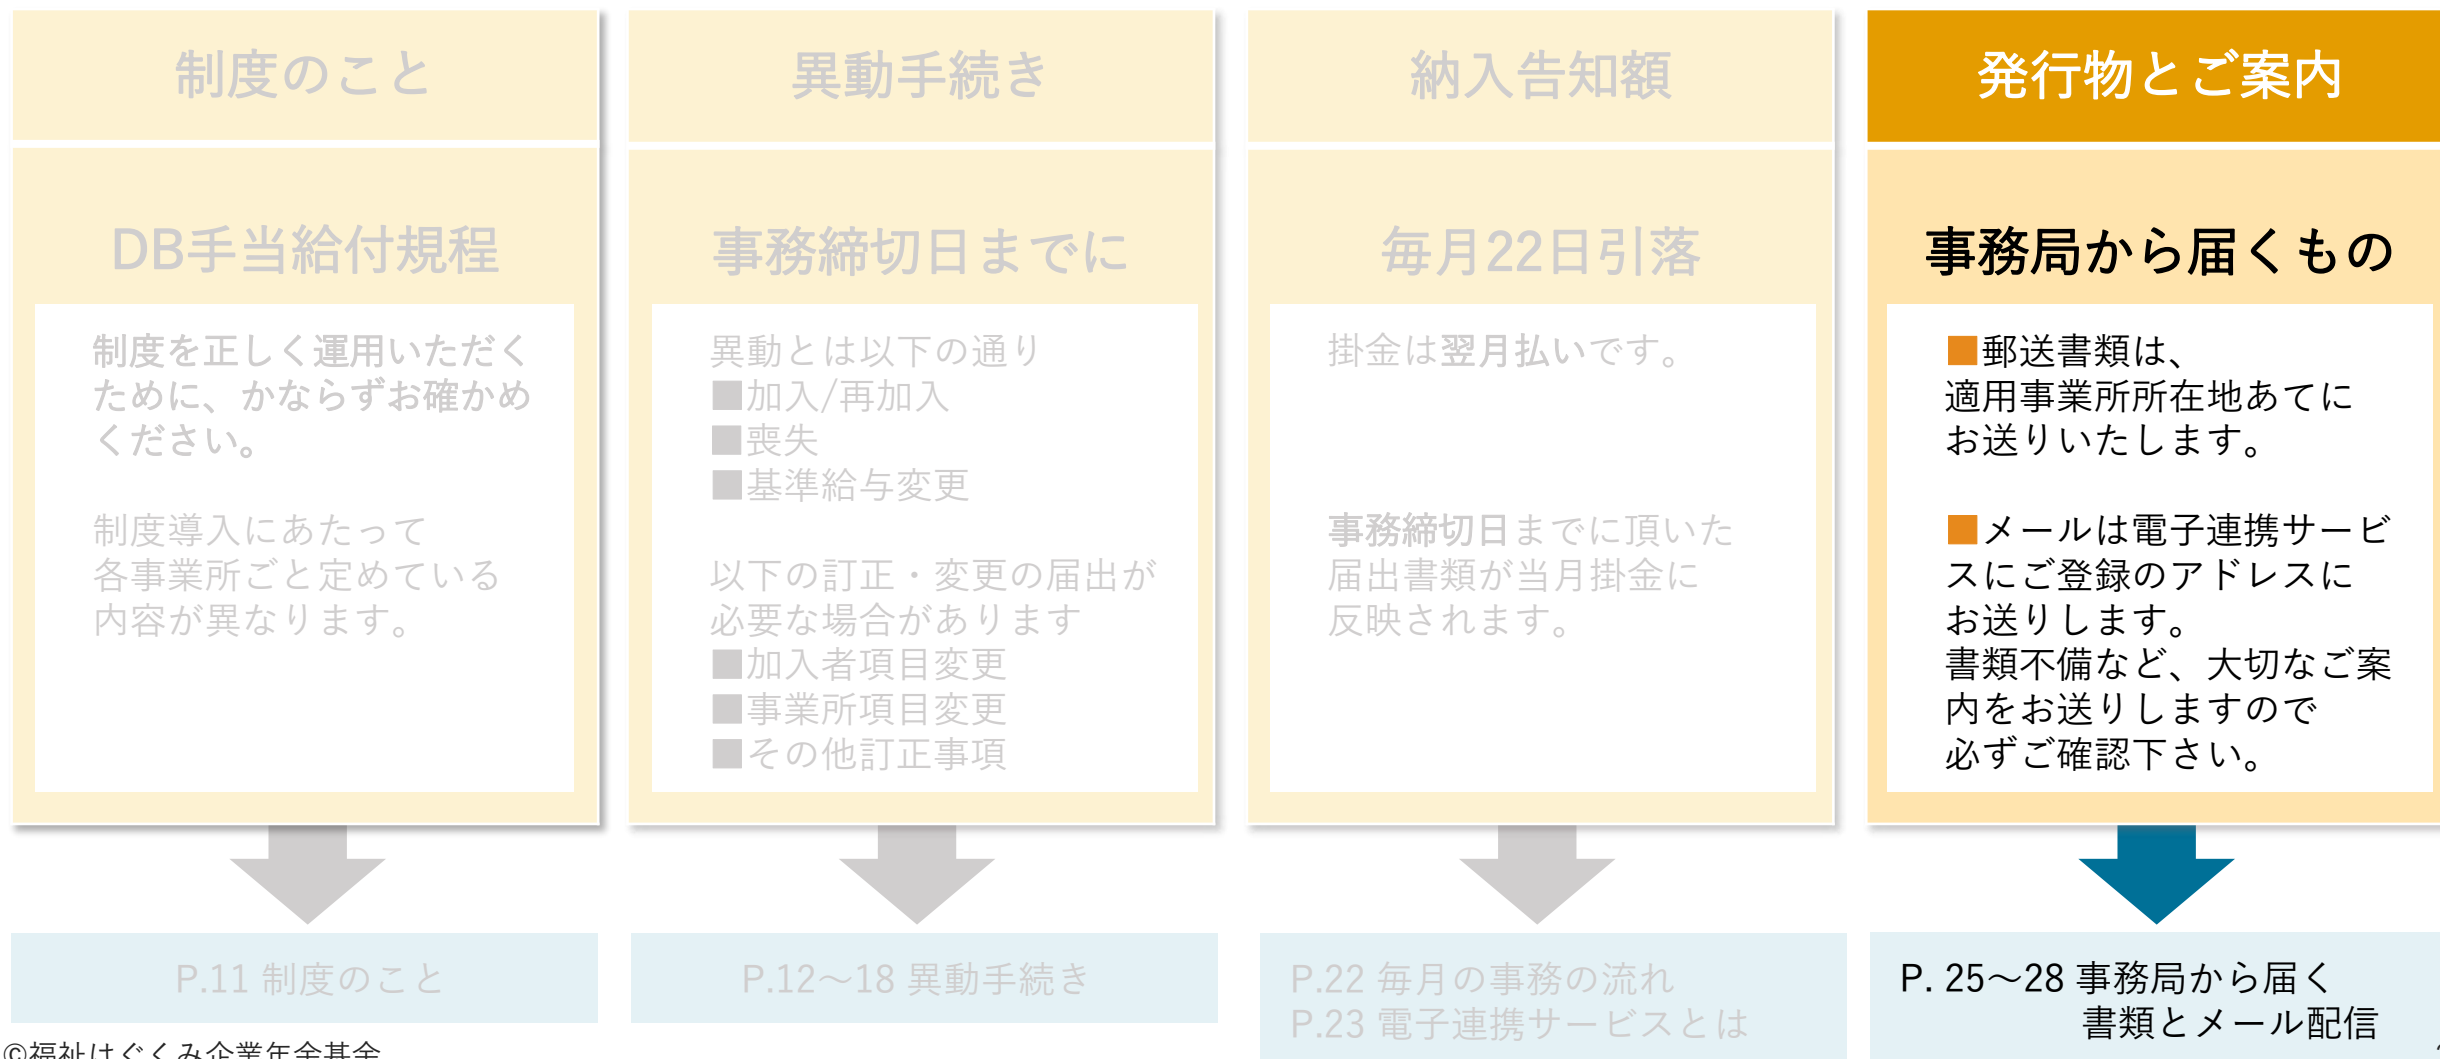 制度のこと
DB手当給付規程
制度を正しく運用いただく
ために、かならずお確かめ
ください。
制度導入にあたって
各事業所ごと定めている
内容が異なります。
P.11 制度のこと
異動手続き
事務締切日までに
異動とは以下の通り
■加入/再加入
■喪失
■基準給与変更
以下の訂正・変更の届出が
必要な場合があります
■加入者項目変更
■事業所項目変更
■その他訂正事項
P.12～18 異動手続き
納入告知額
毎月22日引落
掛金は翌月払いです。
事務締切日までに頂いた
届出書類が当月掛金に
反映されます。
P.22 毎月の事務の流れ
P.23 電子連携サービスとは
発行物とご案内
事務局から届くもの
■郵送書類は、
適用事業所所在地あてに
お送りいたします。
■メールは電子連携サービ
スにご登録のアドレスに
お送りします。
書類不備など、大切なご案
内をお送りしますので
必ずご確認下さい。
P. 25～28 事務局から届く
書類とメール配信
©福祉はぐくみ企業年金基金